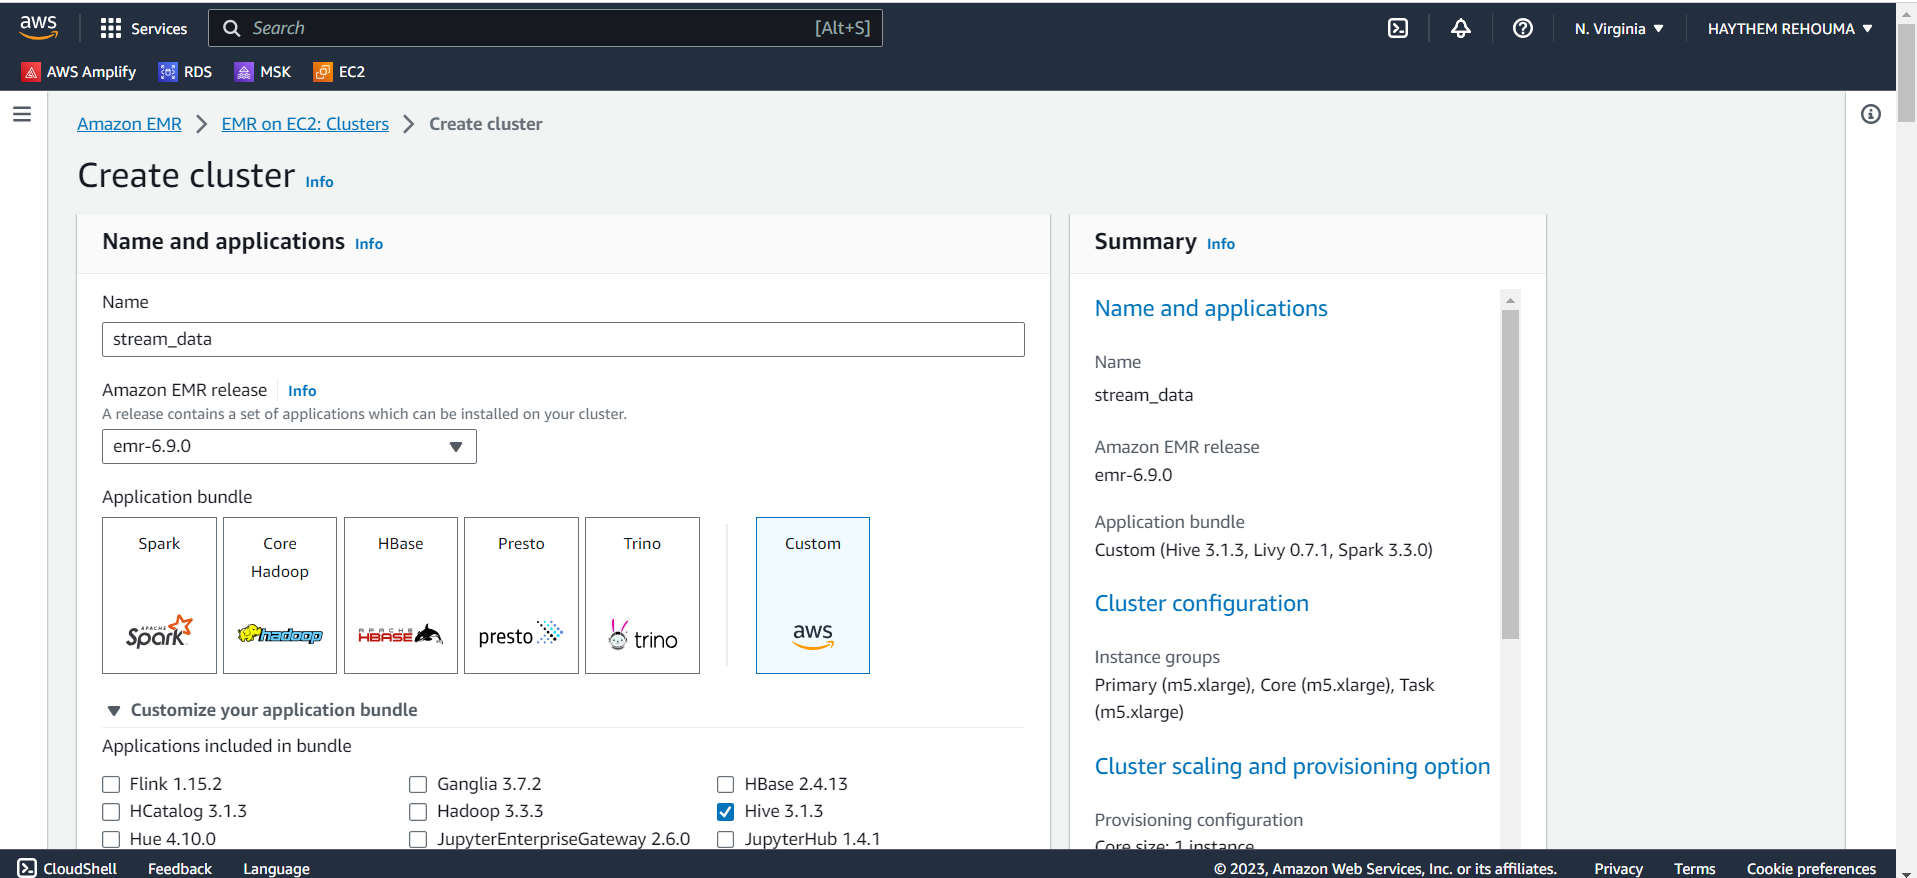 aws
Services
Search
[Alt+S]
N. Virginia
HAYTHEM REHOUMA
AWS Amplify
RDS
MSK
EC2
Amazon EMR
EMR on EC2: Clusters
Create cluster
Create cluster Info
Name and applications Info
Name
stream_data
Amazon EMR release Info
A release contains a set of applications which can be installed on your cluster.
emr-6.9.0
Application bundle
Spark
APACHE
Spark
Core
Hadoop
hadoop
HBase
APACHE
HBASE
Presto
presto
Trino
trino
Custom
aws
Customize your application bundle
Applications included in bundle
Flink 1.15.2
Ganglia 3.7.2
HBase 2.4.13
HCatalog 3.1.3
Hadoop 3.3.3
Hive 3.1.3
Hue 4.10.0
JupyterEnterpriseGateway 2.6.0
JupyterHub 1.4.1
Summary Info
Name and applications
Name
stream_data
Amazon EMR release
emr-6.9.0
Application bundle
Custom (Hive 3.1.3, Livy 0.7.1, Spark 3.3.0)
Cluster configuration
Instance groups
Primary (m5.xlarge), Core (m5.xlarge), Task
(m5.xlarge)
Cluster scaling and provisioning option
Provisioning configuration
Core size: 1 instance
CloudShell
Feedback
Language
© 2023, Amazon Web Services, Inc. or its affiliates.
Privacy
Terms
Cookie preferences